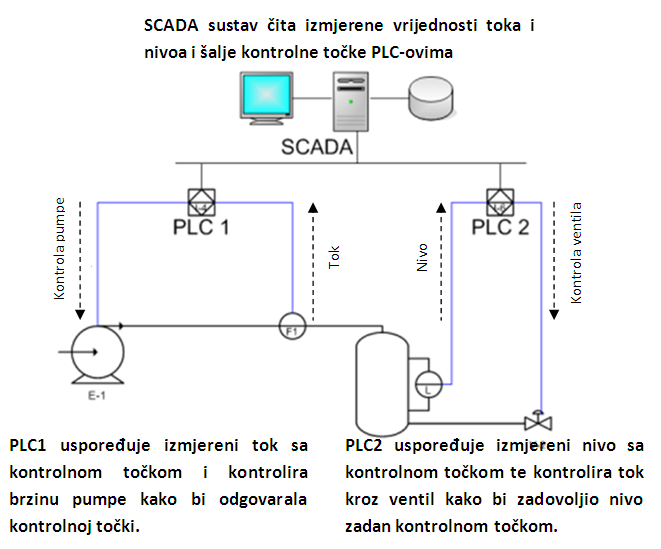 SCADA sustav čita izmjerene vrijednosti toka i
nivoa i šalje kontrolne točke PLC-ovima
SCADA
PLC 1
PLC 2
Kontrola pumpe
Tok
Nivo
Kontrola ventila
F1
L
E-1
PLC1 uspoređuje izmjereni tok sa
kontrolnom točkom i kontrolira
brzinu pumpe kako bi odgovarala
kontrolnoj točki.
PLC2 uspoređuje izmjereni nivo sa
kontrolnom točkom te kontrolira tok
kroz ventil kako bi zadovoljio nivo
zadan kontrolnom točkom.